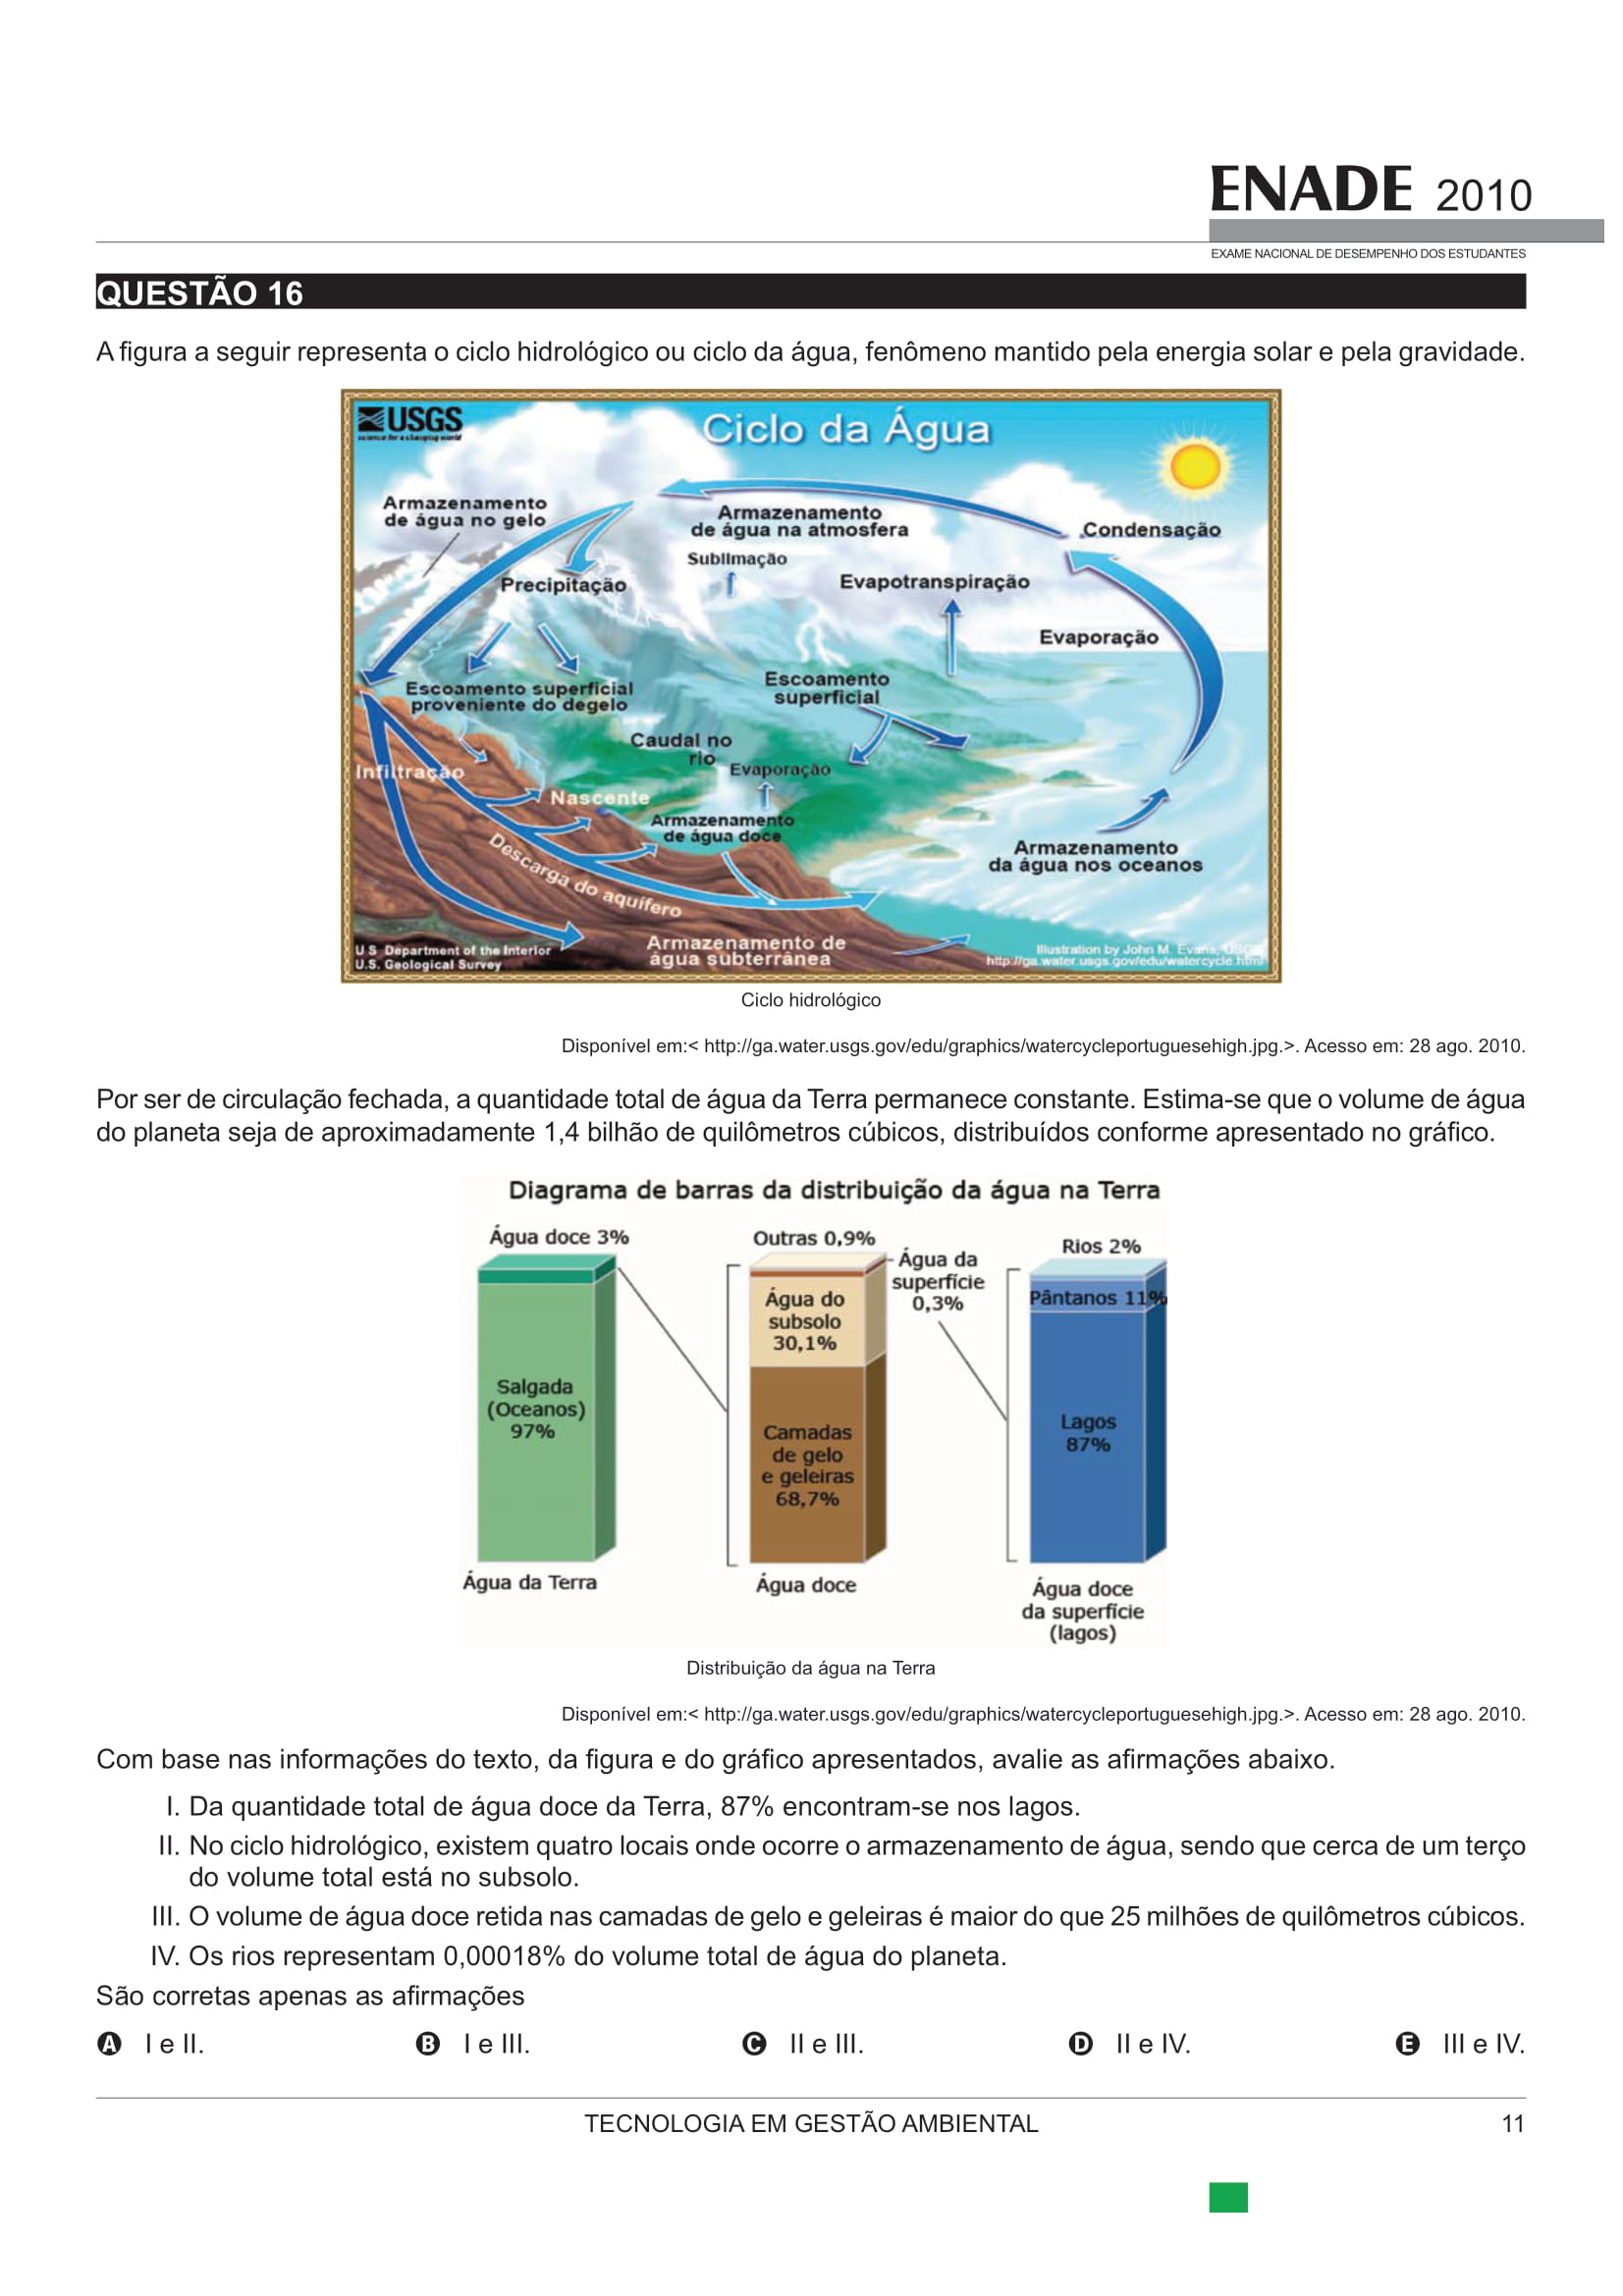 ENADE 2010
EXAME NACIONAL DE DESEMPENHO DOS ESTUDANTES
QUESTÃO 16
A figura a seguir representa o ciclo hidrológico ou ciclo da água, fenômeno mantido pela energia solar e pela gravidade.
USGS
science for a changing world
Ciclo da Água
Armazenamento
de água no gelo
Armazenamento
de água na atmosfera
Condensação
Sublimação
Precipitação
Evapotranspiração
Evaporação
Escoamento superficial
proveniente do degelo
Escoamento
superficial
Caudal no
rio
Evaporação
Infiltração
Nascente
Armazenamento
de água doce
Descarga do aquífero
Armazenamento
da água nos oceanos
Armazenamento de
água subterrânea
U S Department of the Interior
U.S. Geological Survey
Illustration by John M. Evans, USGS
http://ga.water.usgs.gov/edu/watercycle.html
Ciclo hidrológico
Disponível em:< http://ga.water.usgs.gov/edu/graphics/watercycleportuguesehigh.jpg.>. Acesso em: 28 ago. 2010.
Por ser de circulação fechada, a quantidade total de água da Terra permanece constante. Estima-se que o volume de água
do planeta seja de aproximadamente 1,4 bilhão de quilômetros cúbicos, distribuídos conforme apresentado no gráfico.
Diagrama de barras da distribuição da água na Terra
Água doce 3%
Outras 0,9%
Água da
superfície
0,3%
Rios 2%
Pântanos 11%
Água do
subsolo
30,1%
Salgada
(Oceanos)
97%
Camadas
de gelo
e geleiras
68,7%
Lagos
87%
Água da Terra
Água doce
Água doce
da superfície
(lagos)
Distribuição da água na Terra
Disponível em:< http://ga.water.usgs.gov/edu/graphics/watercycleportuguesehigh.jpg.>. Acesso em: 28 ago. 2010.
Com base nas informações do texto, da figura e do gráfico apresentados, avalie as afirmações abaixo.
I. Da quantidade total de água doce da Terra, 87% encontram-se nos lagos.
II. No ciclo hidrológico, existem quatro locais onde ocorre o armazenamento de água, sendo que cerca de um terço
do volume total está no subsolo.
III. O volume de água doce retida nas camadas de gelo e geleiras é maior do que 25 milhões de quilômetros cúbicos.
IV. Os rios representam 0,00018% do volume total de água do planeta.
São corretas apenas as afirmações
A I e II.
B I e III.
C II e III.
D II e IV.
E III e IV.
TECNOLOGIA EM GESTÃO AMBIENTAL
11